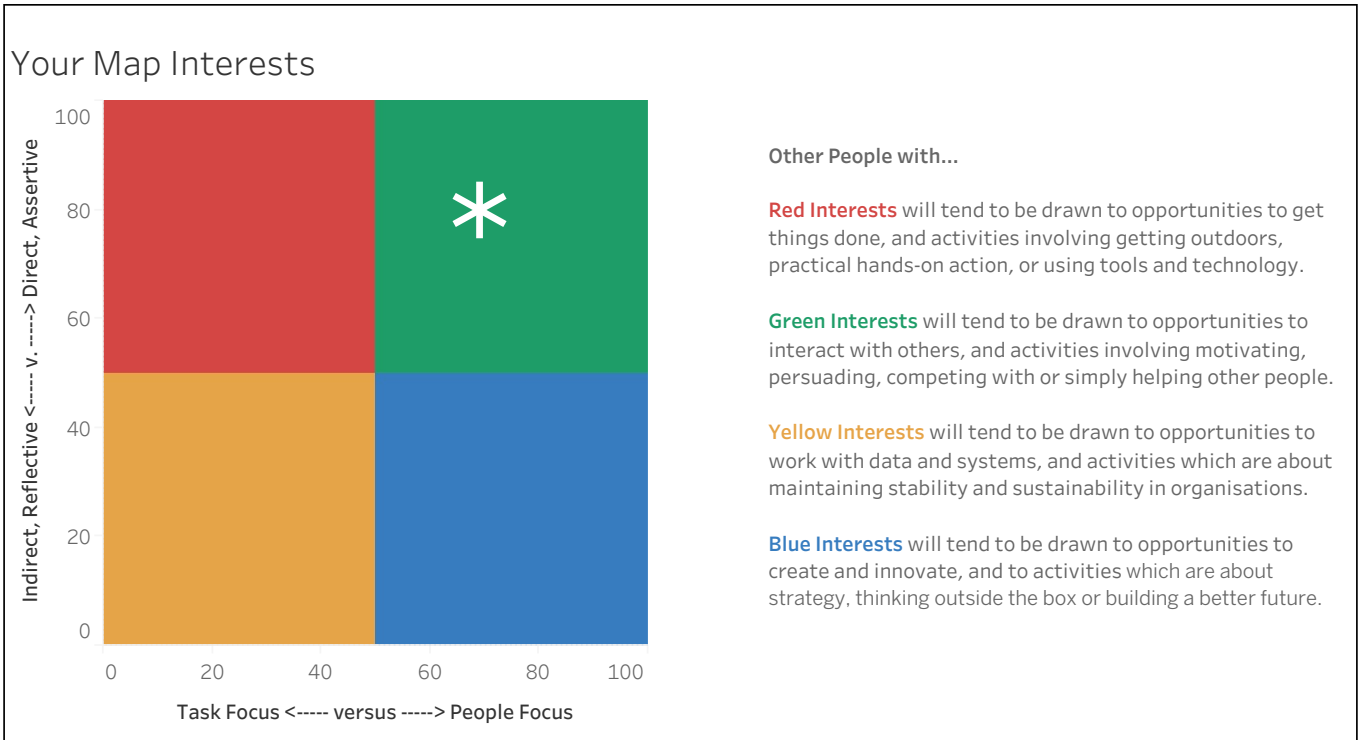 Your Map Interests
100
80
60
40
20
0
Indirect, Reflective <----- v. -----> Direct, Assertive
0 20 40 60 80 100
Task Focus <----- versus -----> People Focus
Other People with...
Red Interests will tend to be drawn to opportunities to get
things done, and activities involving getting outdoors,
practical hands-on action, or using tools and technology.
Green Interests will tend to be drawn to opportunities to
interact with others, and activities involving motivating,
persuading, competing with or simply helping other people.
Yellow Interests will tend to be drawn to opportunities to
work with data and systems, and activities which are about
maintaining stability and sustainability in organisations.
Blue Interests will tend to be drawn to opportunities to
create and innovate, and to activities which are about
strategy, thinking outside the box or building a better future.